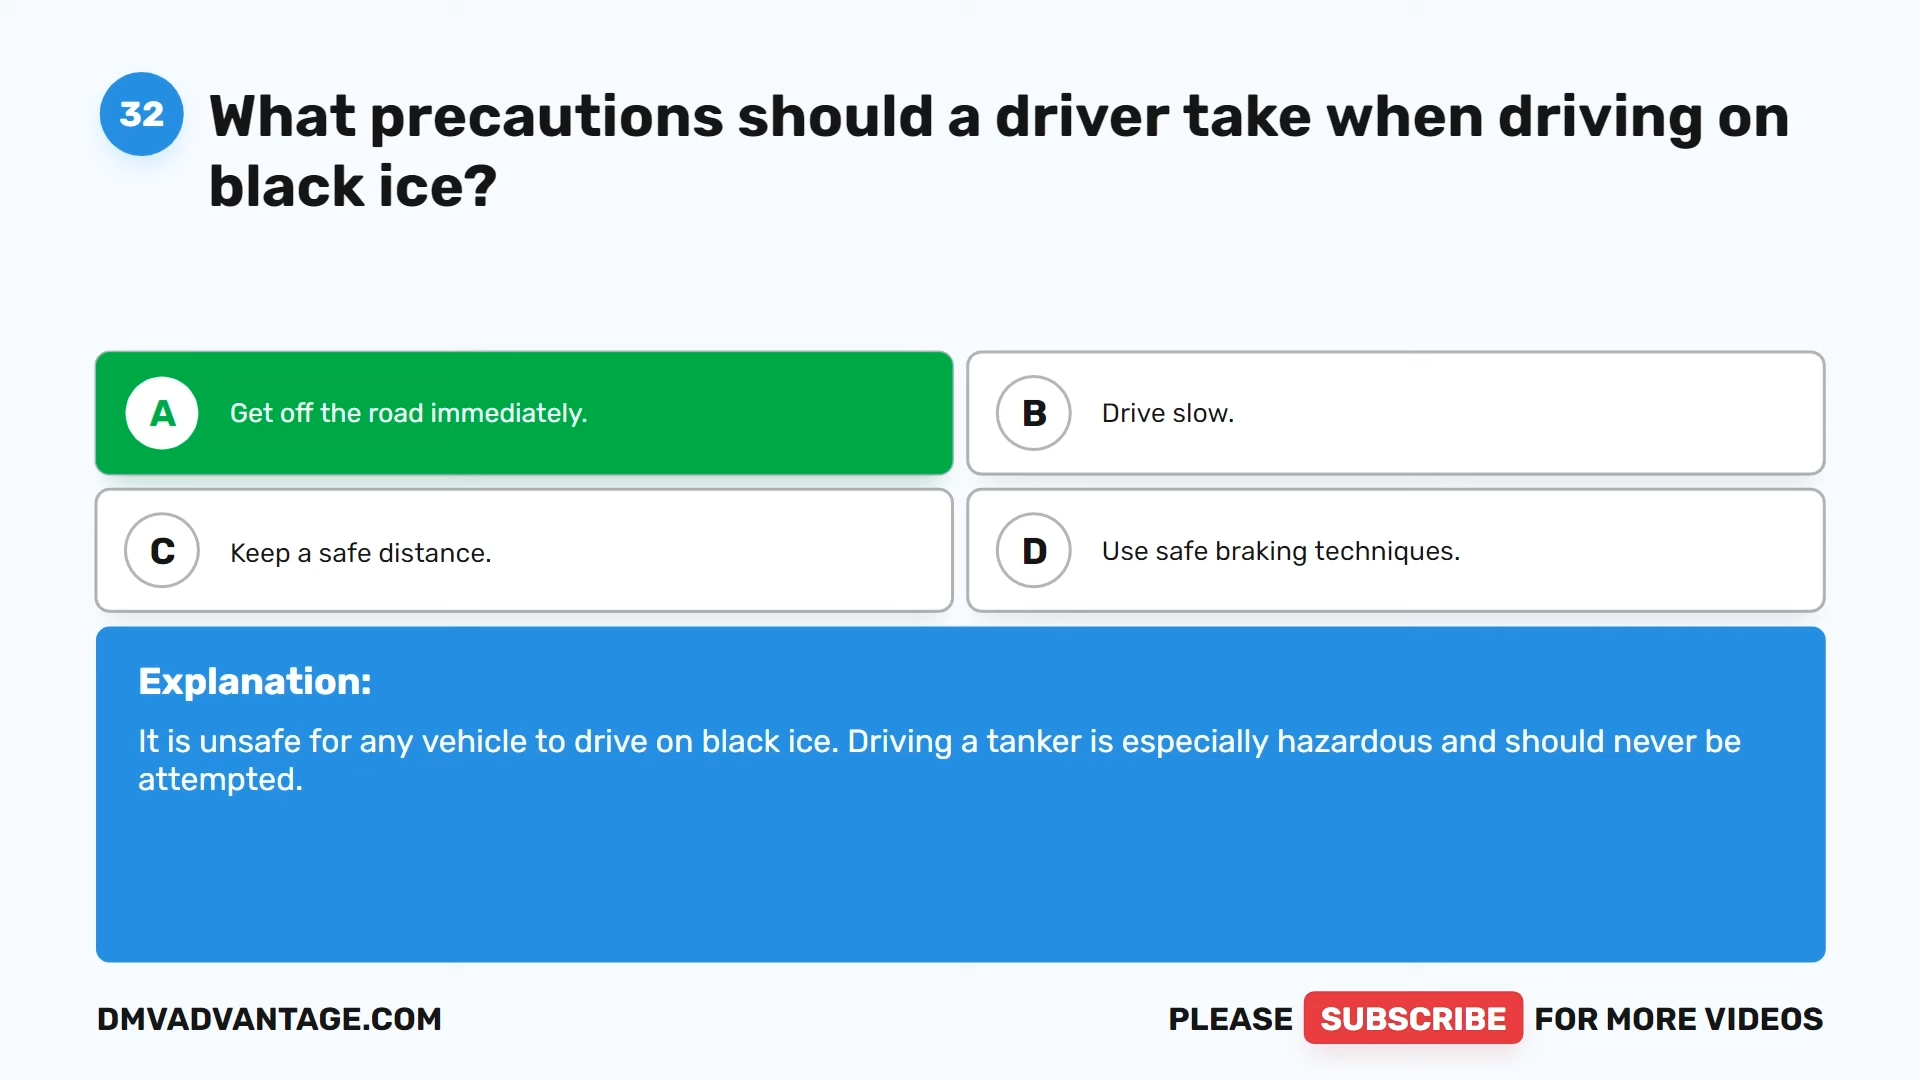 32
What precautions should a driver take when driving on
black ice?
A
Get off the road immediately.
B
Drive slow.
C
Keep a safe distance.
D
Use safe braking techniques.
Explanation:
It is unsafe for any vehicle to drive on black ice. Driving a tanker is especially hazardous and should never be
attempted.
DMVADVANTAGE.COM
PLEASE SUBSCRIBE FOR MORE VIDEOS